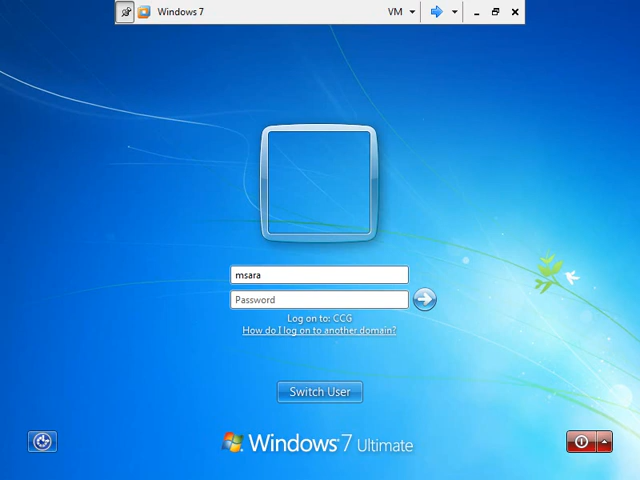 Windows 7
VM
msara
Password
Log on to: CCG
How do I log on to another domain?
Switch User
Windows 7 Ultimate